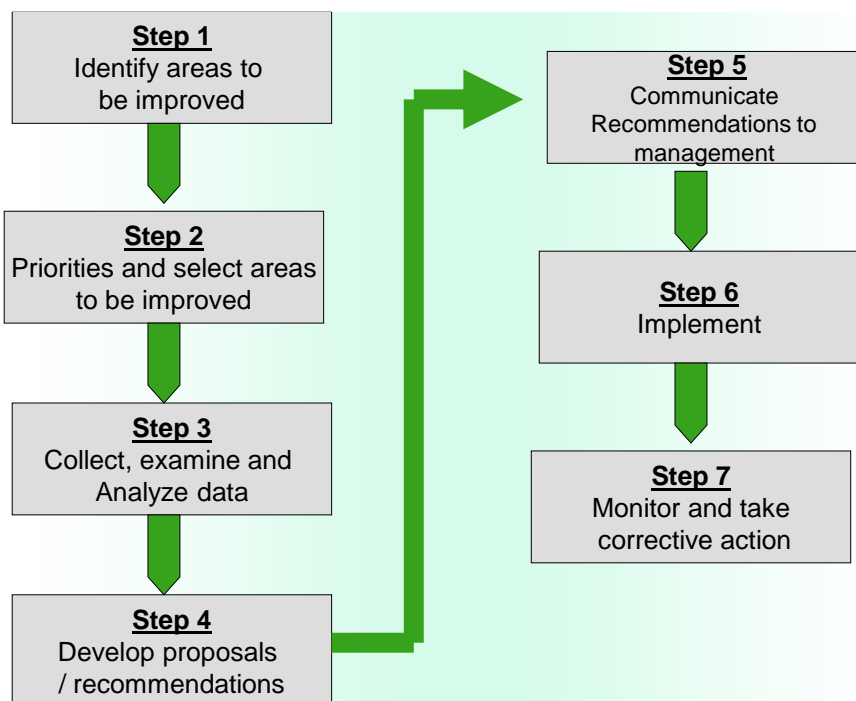 Step 1
Identify areas to
be improved
Step 2
Priorities and select areas
to be improved
Step 3
Collect, examine and
Analyze data
Step 4
Develop proposals
/ recommendations
Step 5
Communicate
Recommendations to
management
Step 6
Implement
Step 7
Monitor and take
corrective action